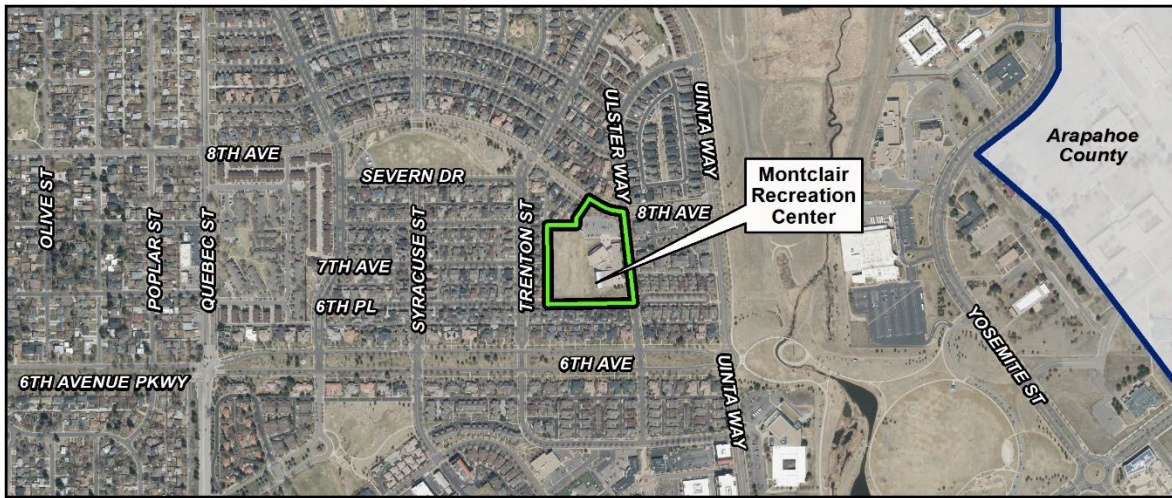 ULSTER WAY
UINTA WAY
Arapahoe
County
8TH AVE
SEVERN DR
Montclair
Recreation
Center
OLIVE ST
POPLAR ST
QUEBEC ST
SYRACUSE ST
TRENTON ST
8TH AVE
7TH AVE
6TH PL
YOSEMITE ST
6TH AVE
6TH AVENUE PKWY
UINTA WAY